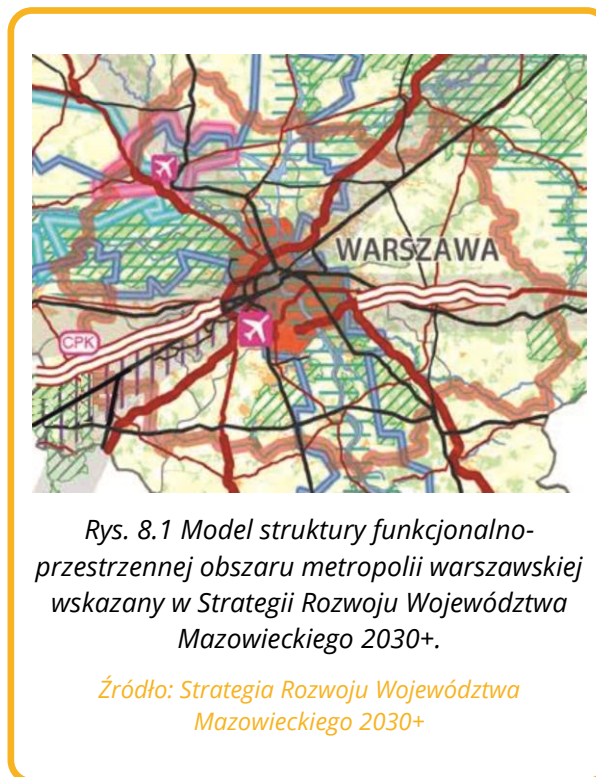 WARSZAWA
CPK
Rys. 8.1 Model struktury funkcjonalno-
przestrzennej obszaru metropolii warszawskiej
wskazany w Strategii Rozwoju Województwa
Mazowieckiego 2030+.
Źródło: Strategia Rozwoju Województwa
Mazowieckiego 2030+